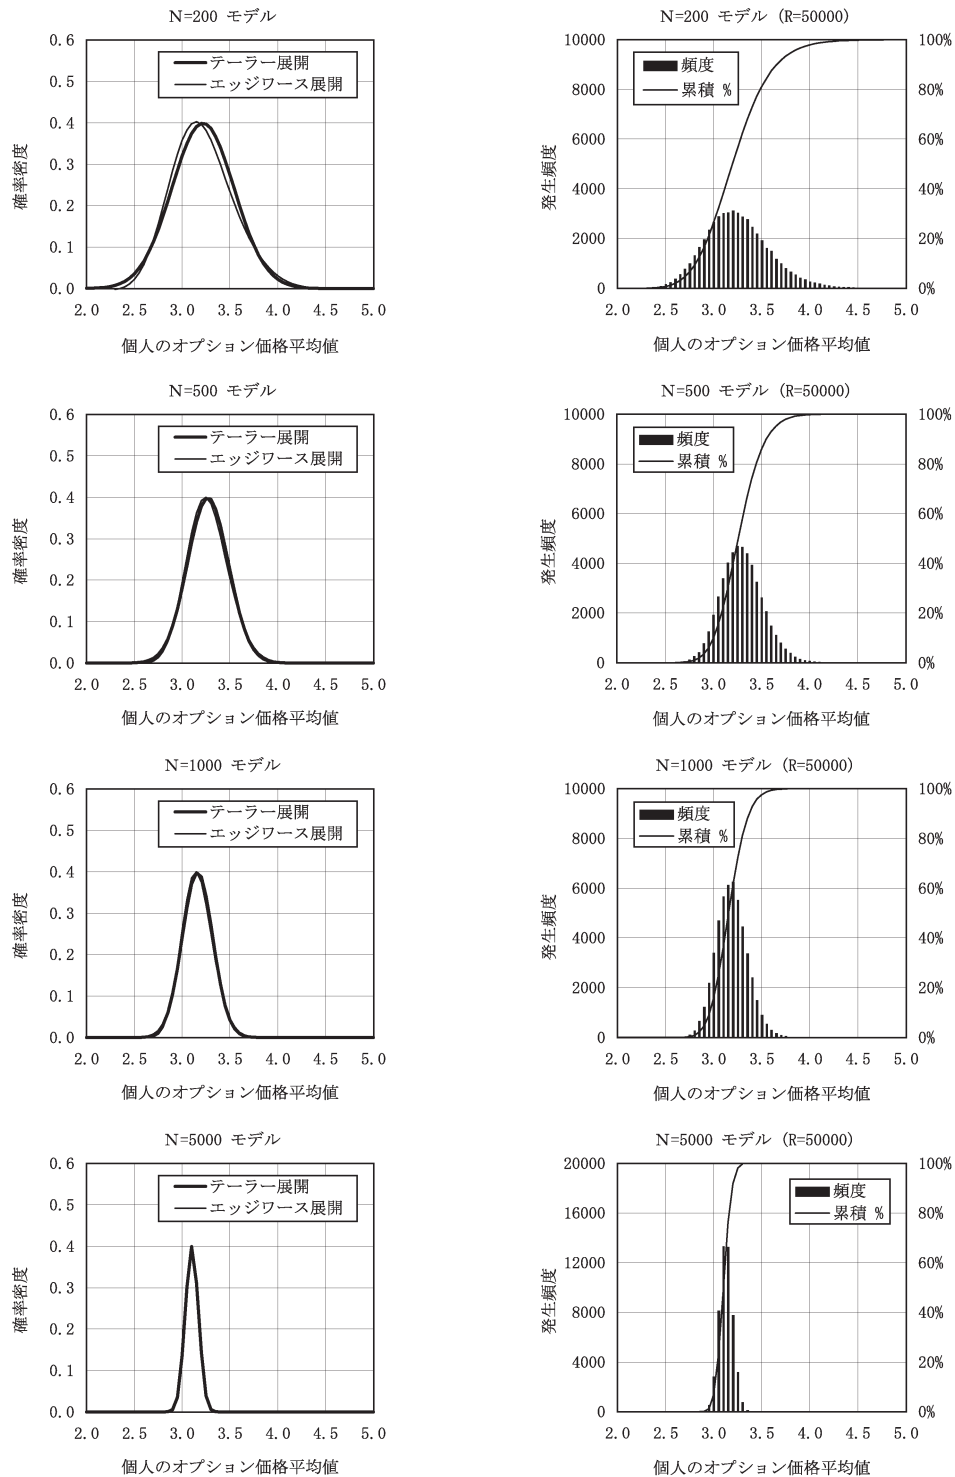 N=200 モデル
0.6
0.5
0.4
0.3
0.2
0.1
0.0
確率密度
テーラー展開
エッジワース展開
2.0 2.5 3.0 3.5 4.0 4.5 5.0
個人のオプション価格平均値
N=200 モデル (R=50000)
10000
8000
6000
4000
2000
0
発生頻度
頻度
累積 %
100%
80%
60%
40%
20%
0%
2.0 2.5 3.0 3.5 4.0 4.5 5.0
個人のオプション価格平均値
N=500 モデル
0.6
0.5
0.4
0.3
0.2
0.1
0.0
確率密度
テーラー展開
エッジワース展開
2.0 2.5 3.0 3.5 4.0 4.5 5.0
個人のオプション価格平均値
N=500 モデル (R=50000)
10000
8000
6000
4000
2000
0
発生頻度
頻度
累積 %
100%
80%
60%
40%
20%
0%
2.0 2.5 3.0 3.5 4.0 4.5 5.0
個人のオプション価格平均値
N=1000 モデル
0.6
0.5
0.4
0.3
0.2
0.1
0.0
確率密度
テーラー展開
エッジワース展開
2.0 2.5 3.0 3.5 4.0 4.5 5.0
個人のオプション価格平均値
N=1000 モデル (R=50000)
10000
8000
6000
4000
2000
0
発生頻度
頻度
累積 %
100%
80%
60%
40%
20%
0%
2.0 2.5 3.0 3.5 4.0 4.5 5.0
個人のオプション価格平均値
N=5000 モデル
0.6
0.5
0.4
0.3
0.2
0.1
0.0
確率密度
テーラー展開
エッジワース展開
2.0 2.5 3.0 3.5 4.0 4.5 5.0
個人のオプション価格平均値
N=5000 モデル (R=50000)
20000
16000
12000
8000
4000
0
発生頻度
頻度
累積 %
100%
80%
60%
40%
20%
0%
2.0 2.5 3.0 3.5 4.0 4.5 5.0
個人のオプション価格平均値